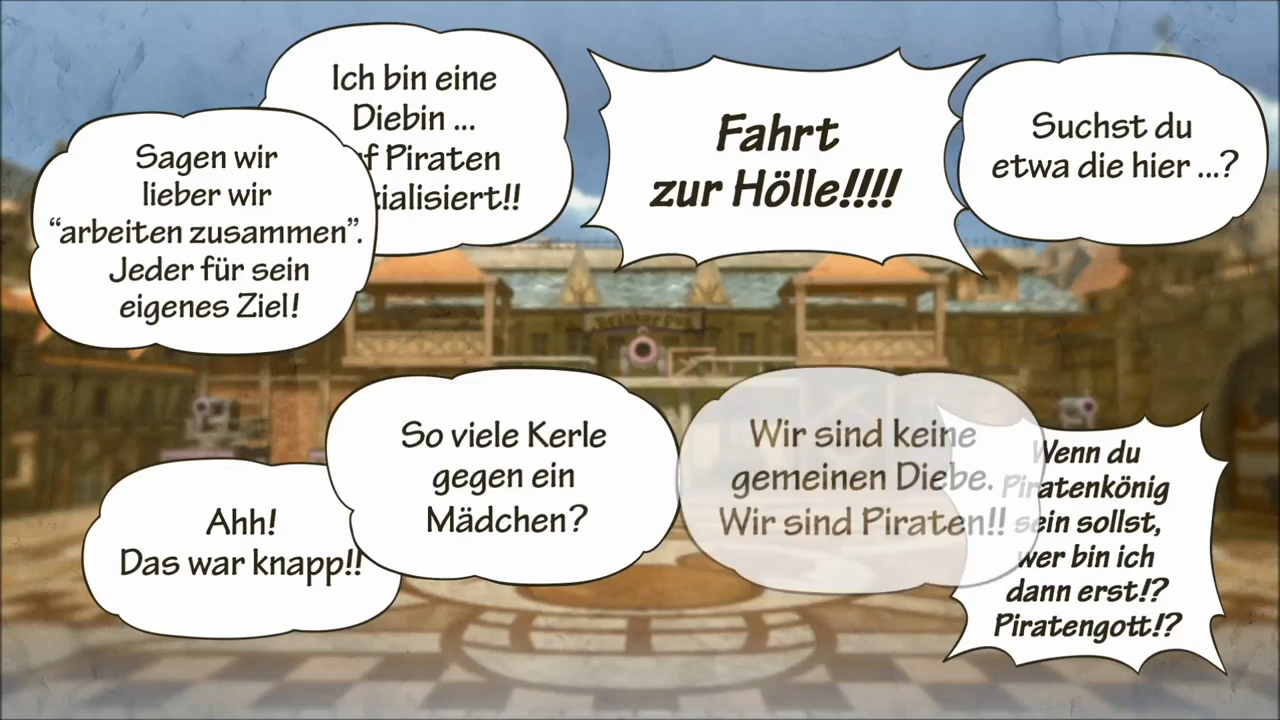 Ich bin eine
Diebin ...
Piraten
Sagen wir
lieber wir
“arbeiten zusammen”.
Jeder für sein
eigenes Ziel!
Fahrt
zur Hölle!!!!
Suchst du
etwa die hier ...?
Ahh!
Das war knapp!!
So viele Kerle
gegen ein
Mädchen?
Wir sind keine
gemeinen Diebe.
Wir sind Piraten!!
Wenn du
Piratenkönig
sein sollst,
wer bin ich
dann erst!?
Piratengott!?